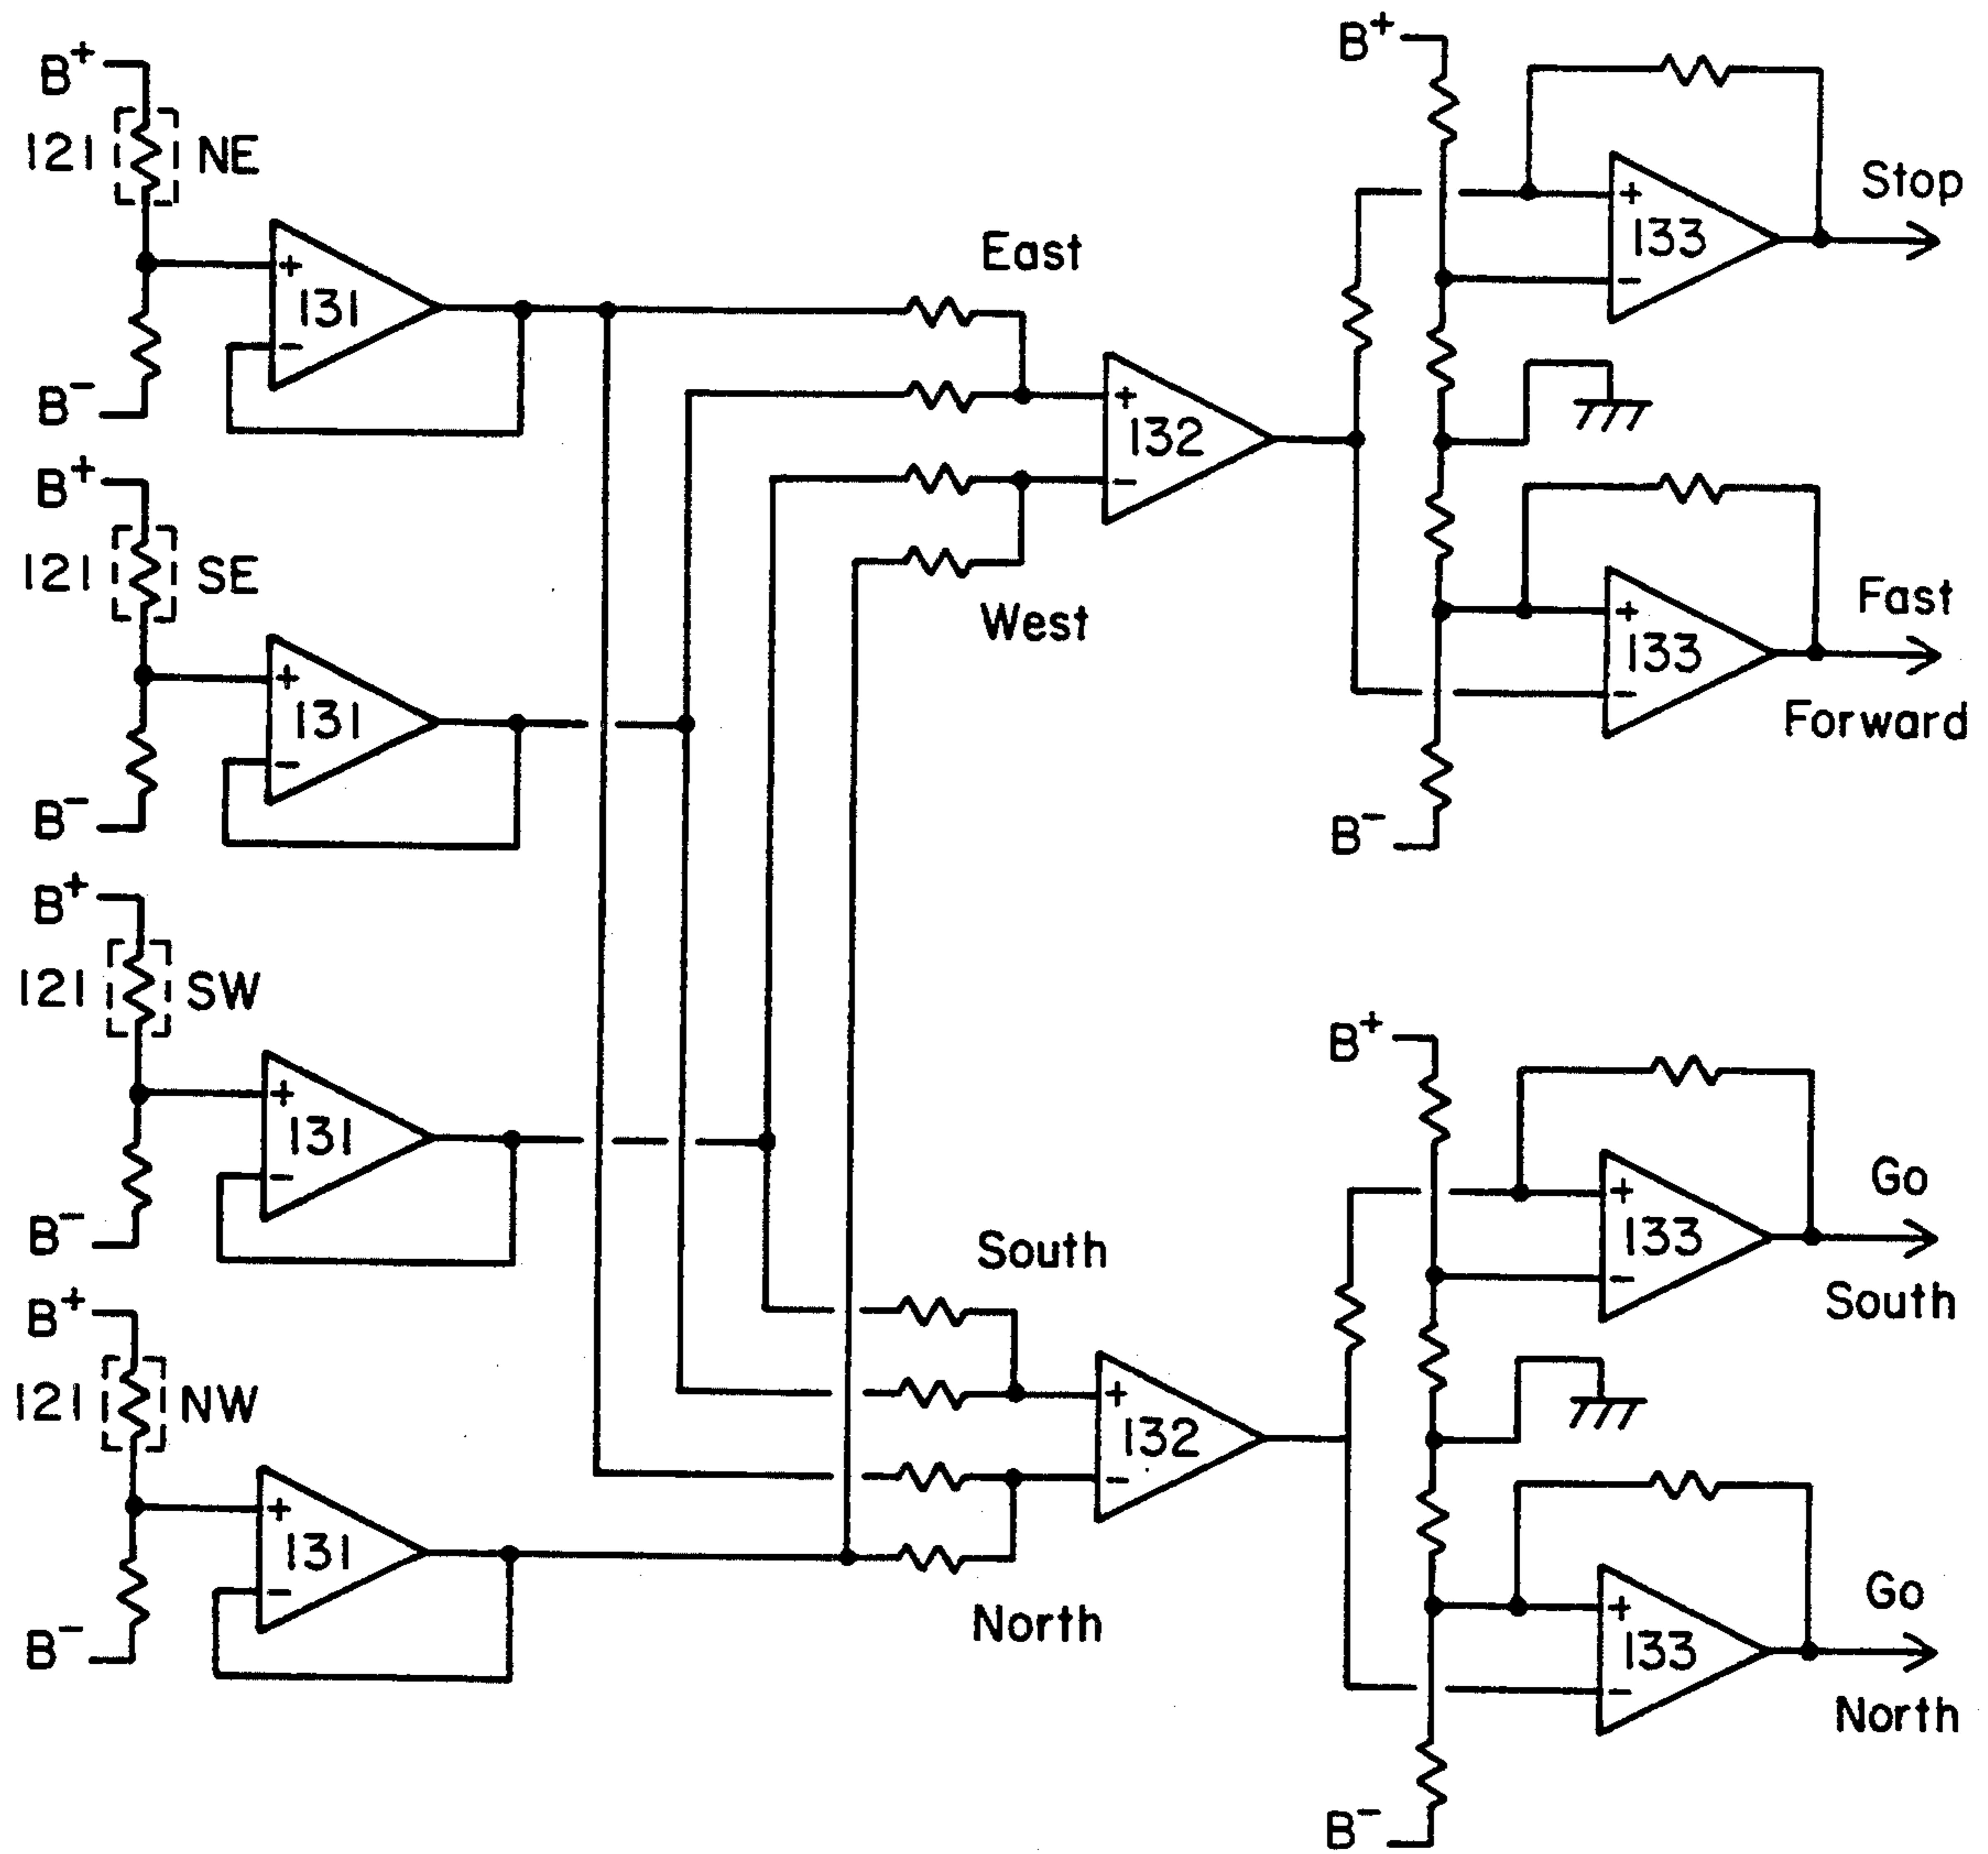 B+
121 NE
+
131
−
B−
B+
121 SE
+
131
−
B−
B+
121 SW
+
131
−
B−
B+
121 NW
+
131
−
B−
East
+
132
−
West
South
+
132
−
North
B+
+
133
−
Stop
+
133
−
Fast
Forward
B−
B+
+
133
−
Go
South
+
133
−
Go
North
B−